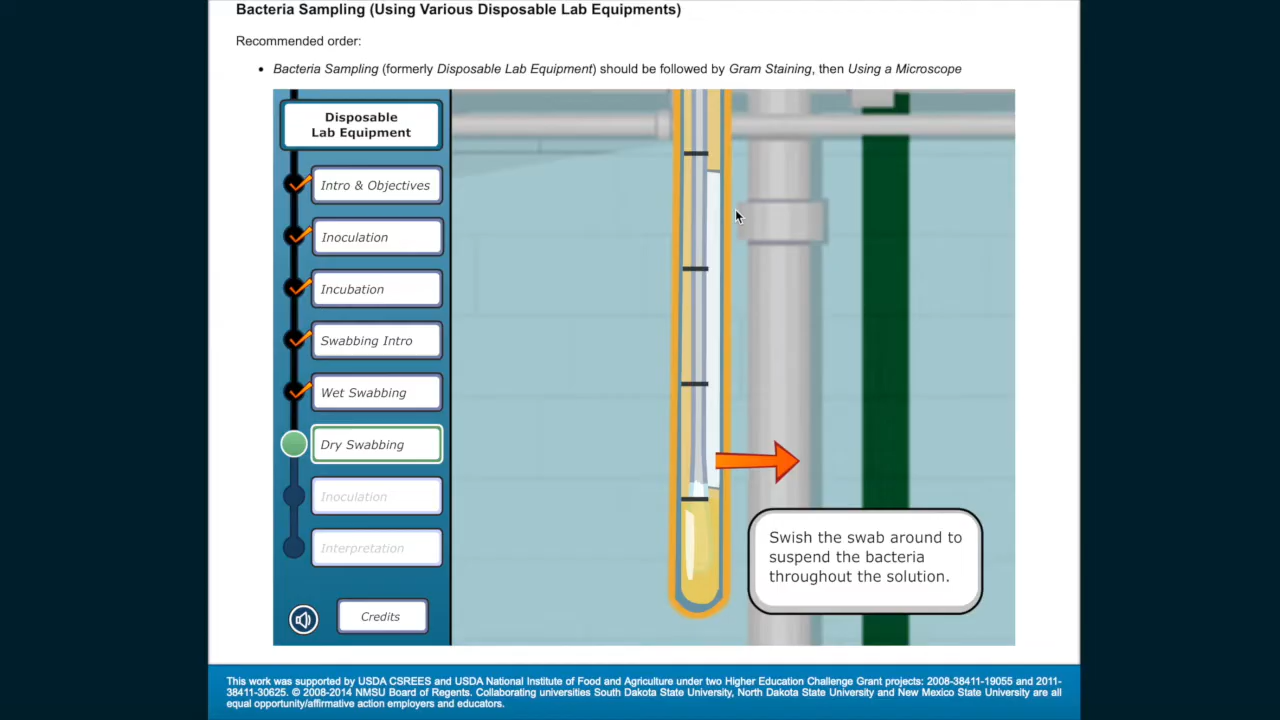 Bacteria Sampling (Using Various Disposable Lab Equipments)
Recommended order:
• Bacteria Sampling (formerly Disposable Lab Equipment) should be followed by Gram Staining, then Using a Microscope
Disposable
Lab Equipment
Intro & Objectives
Inoculation
Incubation
Swabbing Intro
Wet Swabbing
Dry Swabbing
Inoculation
Interpretation
Credits
Swish the swab around to
suspend the bacteria
throughout the solution.
This work was supported by USDA CSREES and USDA National Institute of Food and Agriculture under two Higher Education Challenge Grant projects: 2008-38411-19055 and 2011-
38411-30625. © 2008-2014 NMSU Board of Regents. Collaborating universities South Dakota State University, North Dakota State University and New Mexico State University are all
equal opportunity/affirmative action employers and educators.